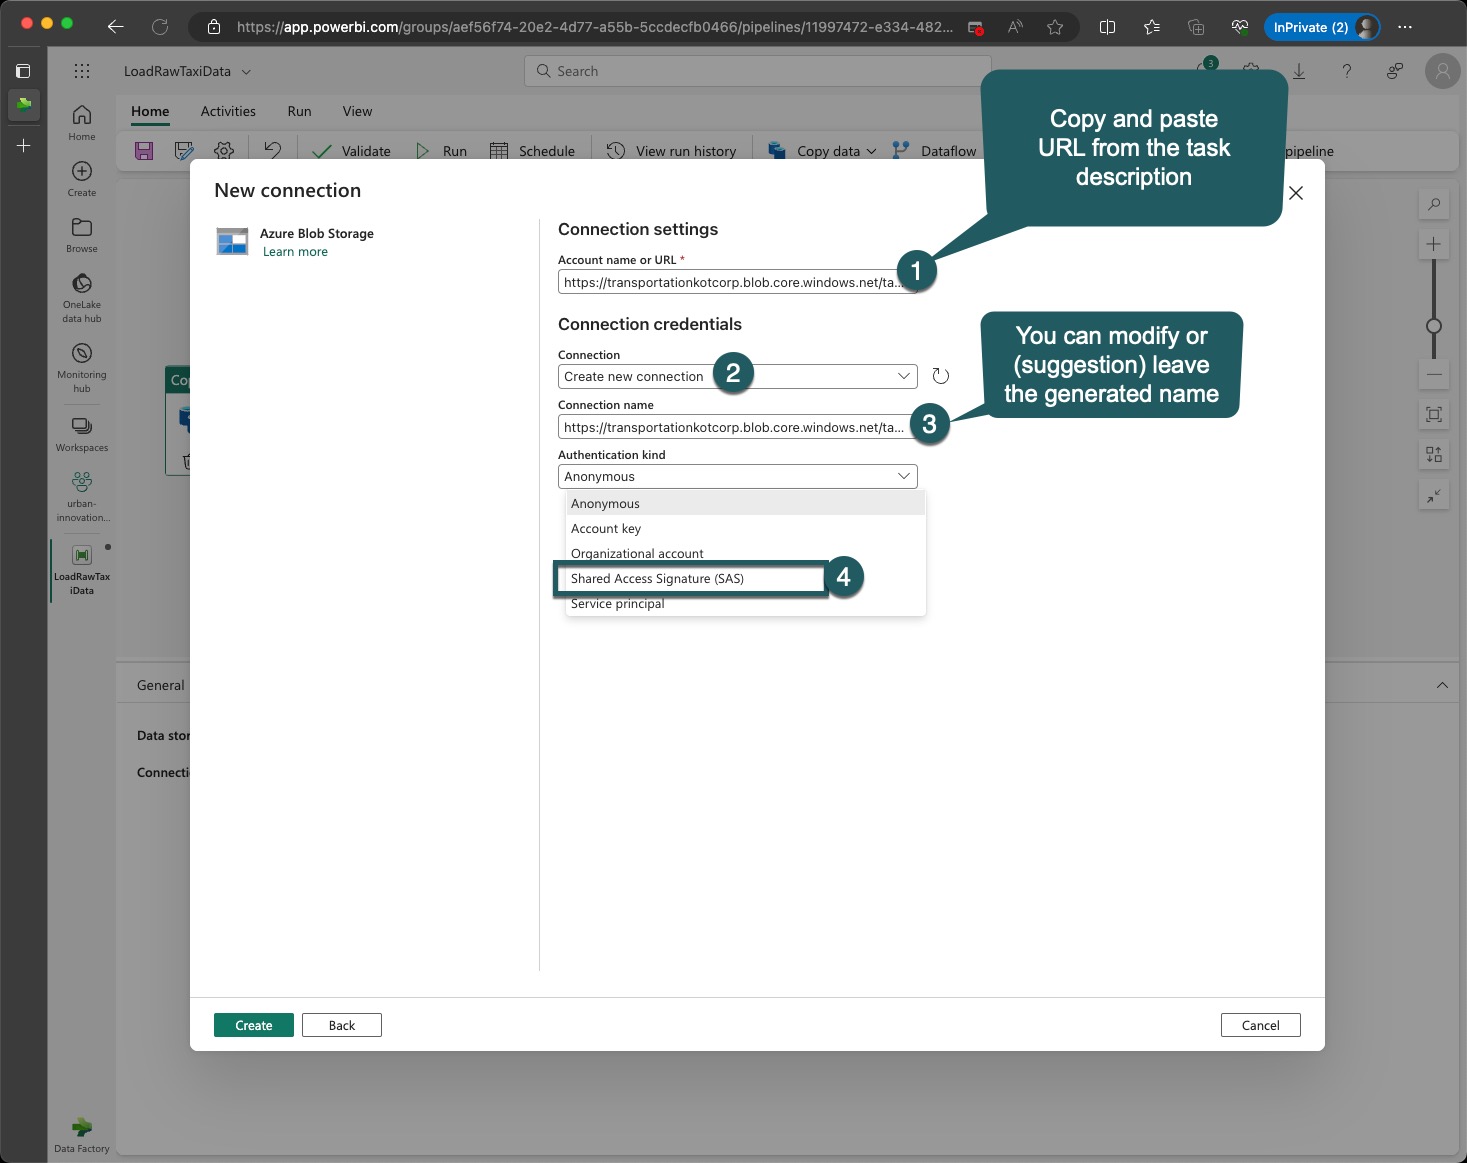 https://app.powerbi.com/groups/aef56f74-20e2-4d77-a55b-5ccdecfb0466/pipelines/11997472-e334-482...
InPrivate (2)
LoadRawTaxiData
Search
3
Home
Activities
Run
View
Validate
Run
Schedule
View run history
Copy data
Dataflow
pipeline
Copy and paste
URL from the task
description
Home
Create
Browse
OneLake
data hub
Monitoring
hub
Workspaces
urban-
innovation...
LoadRawTax
iData
Data Factory
Cop
General
Data stor
Connecti
New connection
Azure Blob Storage
Learn more
Connection settings
Account name or URL *
https://transportationkotcorp.blob.core.windows.net/ta...
1
Connection credentials
Connection
Create new connection
2
You can modify or
(suggestion) leave
the generated name
Connection name
https://transportationkotcorp.blob.core.windows.net/ta...
3
Authentication kind
Anonymous
Anonymous
Account key
Organizational account
Shared Access Signature (SAS)
4
Service principal
Create
Back
Cancel